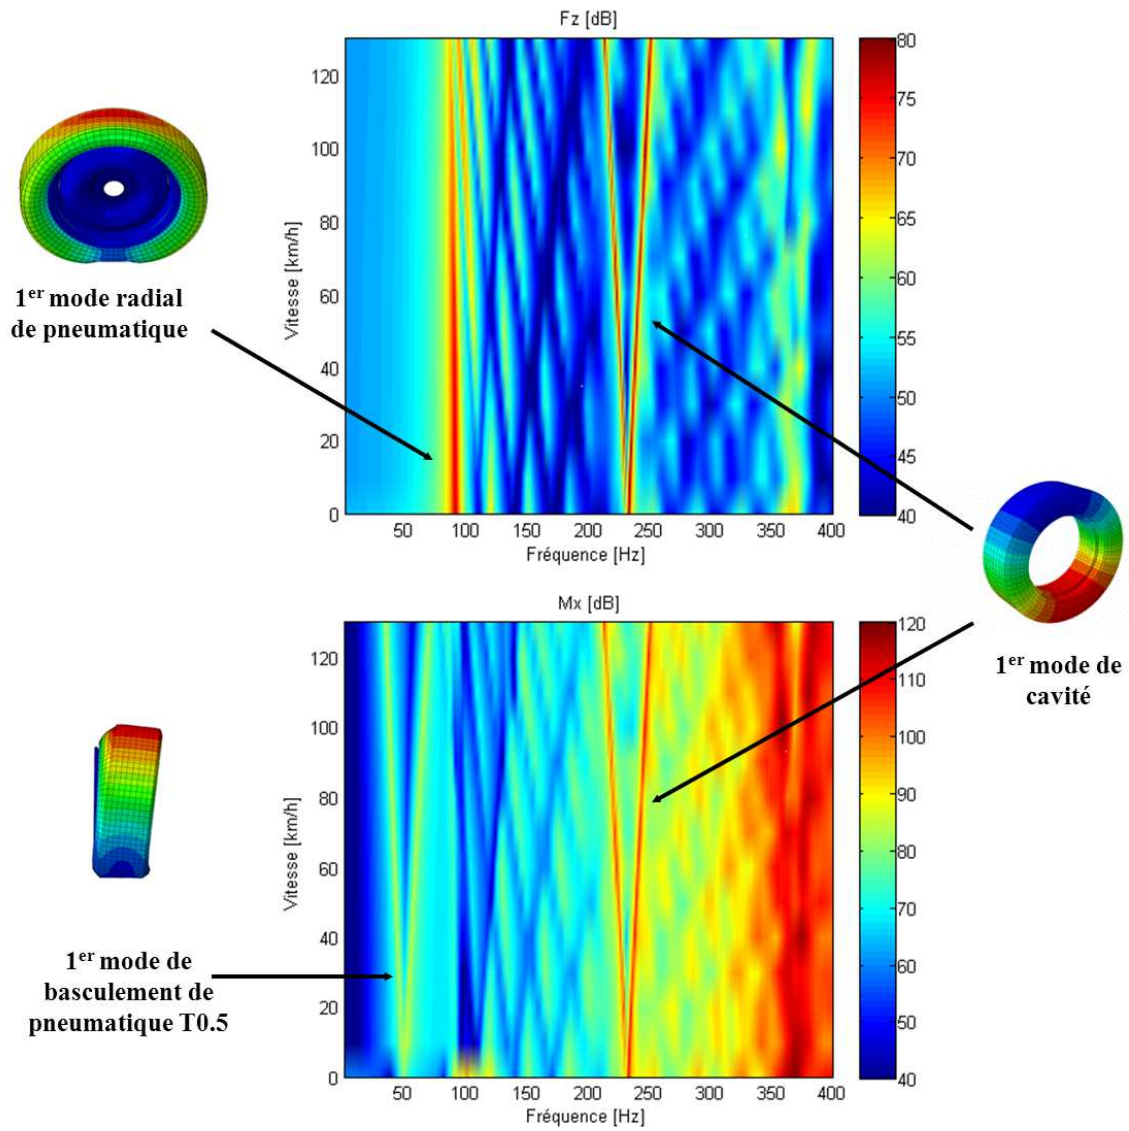 Fz [dB]
Vitesse [km/h]
120
100
80
60
40
20
0
50 100 150 200 250 300 350 400
Fréquence [Hz]
80
75
70
65
60
55
50
45
40
1er mode radial
de pneumatique
1er mode de
cavité
Mx [dB]
Vitesse [km/h]
120
100
80
60
40
20
0
50 100 150 200 250 300 350 400
Fréquence [Hz]
120
110
100
90
80
70
60
50
40
1er mode de
basculement de
pneumatique T0.5